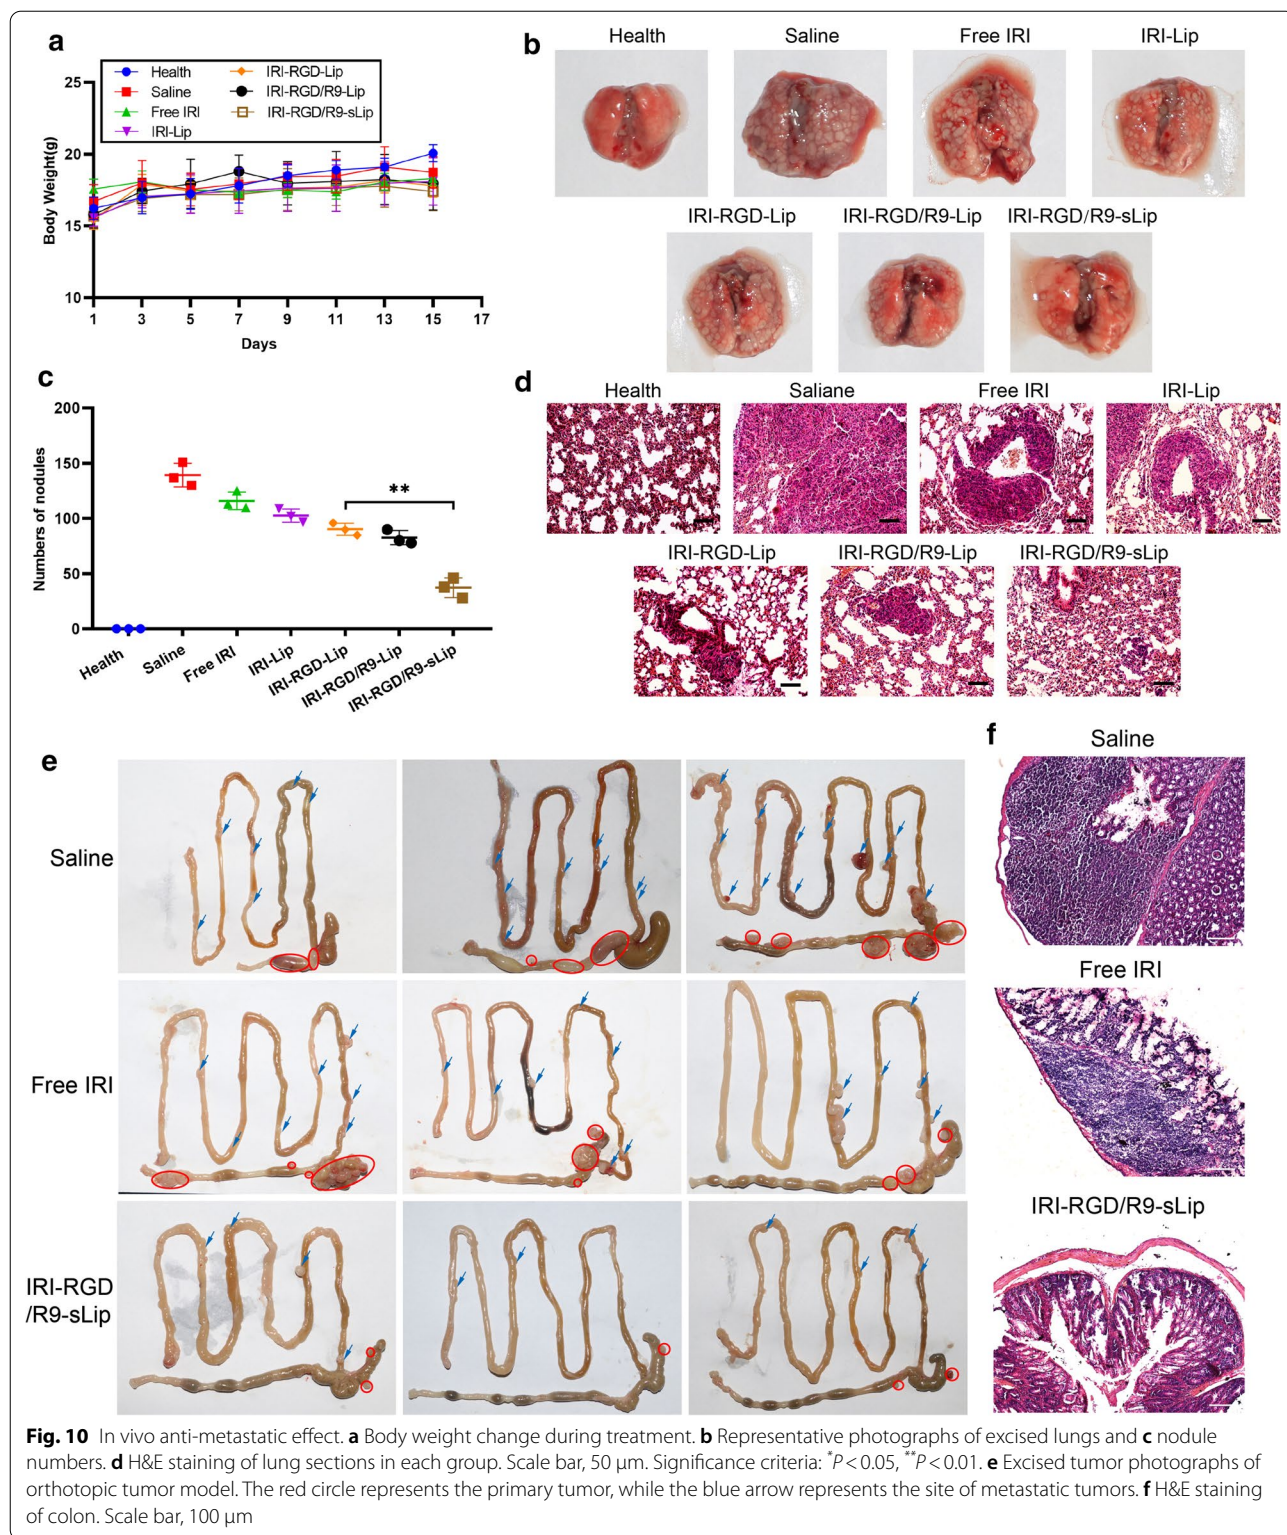 a
Health
Saline
Free IRI
IRI-Lip
IRI-RGD-Lip
IRI-RGD/R9-Lip
IRI-RGD/R9-sLip
Body Weight(g)
25
20
15
10
1 3 5 7 9 11 13 15 17
Days
b
Health Saline Free IRI IRI-Lip
IRI-RGD-Lip IRI-RGD/R9-Lip IRI-RGD/R9-sLip
c
Numbers of nodules
200
150
100
50
0
**
Health Saline Free IRI IRI-Lip IRI-RGD-Lip IRI-RGD/R9-Lip IRI-RGD/R9-sLip
d
Health Saliane Free IRI IRI-Lip
IRI-RGD-Lip IRI-RGD/R9-Lip IRI-RGD/R9-sLip
e
Saline
Free IRI
IRI-RGD
/R9-sLip
f
Saline
Free IRI
IRI-RGD/R9-sLip
Fig. 10 In vivo anti-metastatic effect. a Body weight change during treatment. b Representative photographs of excised lungs and c nodule
numbers. d H&E staining of lung sections in each group. Scale bar, 50 μm. Significance criteria: *P < 0.05, **P < 0.01. e Excised tumor photographs of
orthotopic tumor model. The red circle represents the primary tumor, while the blue arrow represents the site of metastatic tumors. f H&E staining
of colon. Scale bar, 100 μm